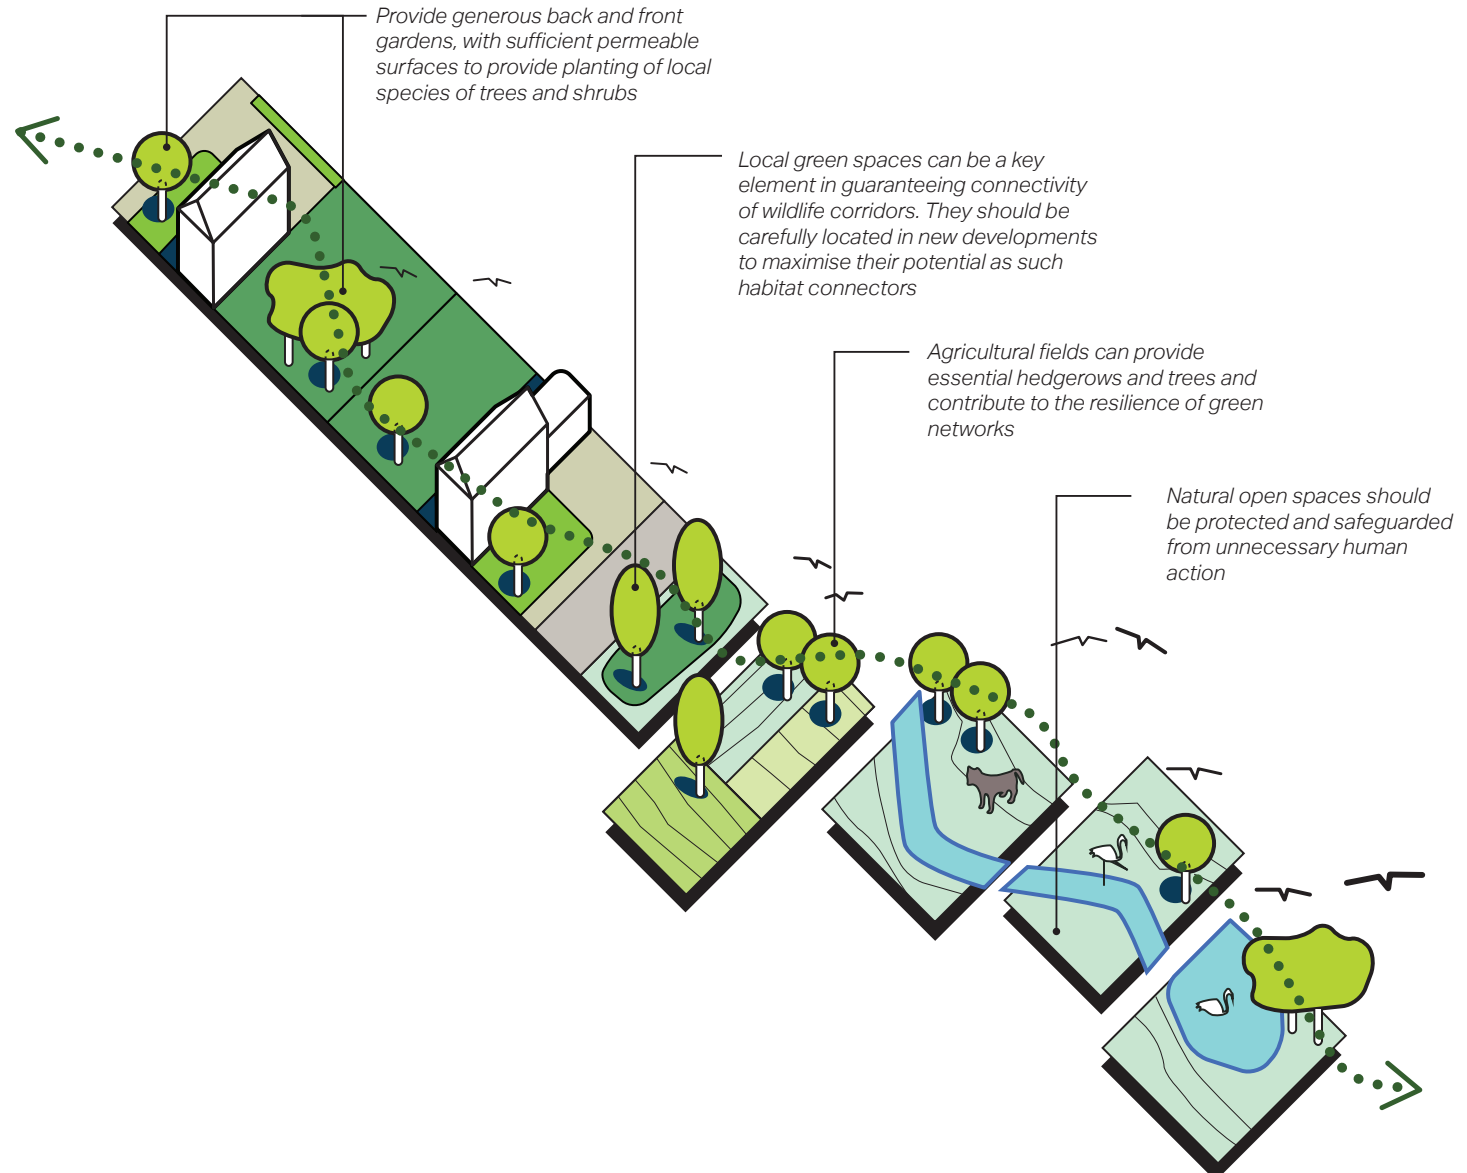 Provide generous back and front
gardens, with sufficient permeable
surfaces to provide planting of local
species of trees and shrubs
Local green spaces can be a key
element in guaranteeing connectivity
of wildlife corridors. They should be
carefully located in new developments
to maximise their potential as such
habitat connectors
Agricultural fields can provide
essential hedgerows and trees and
contribute to the resilience of green
networks
Natural open spaces should
be protected and safeguarded
from unnecessary human
action